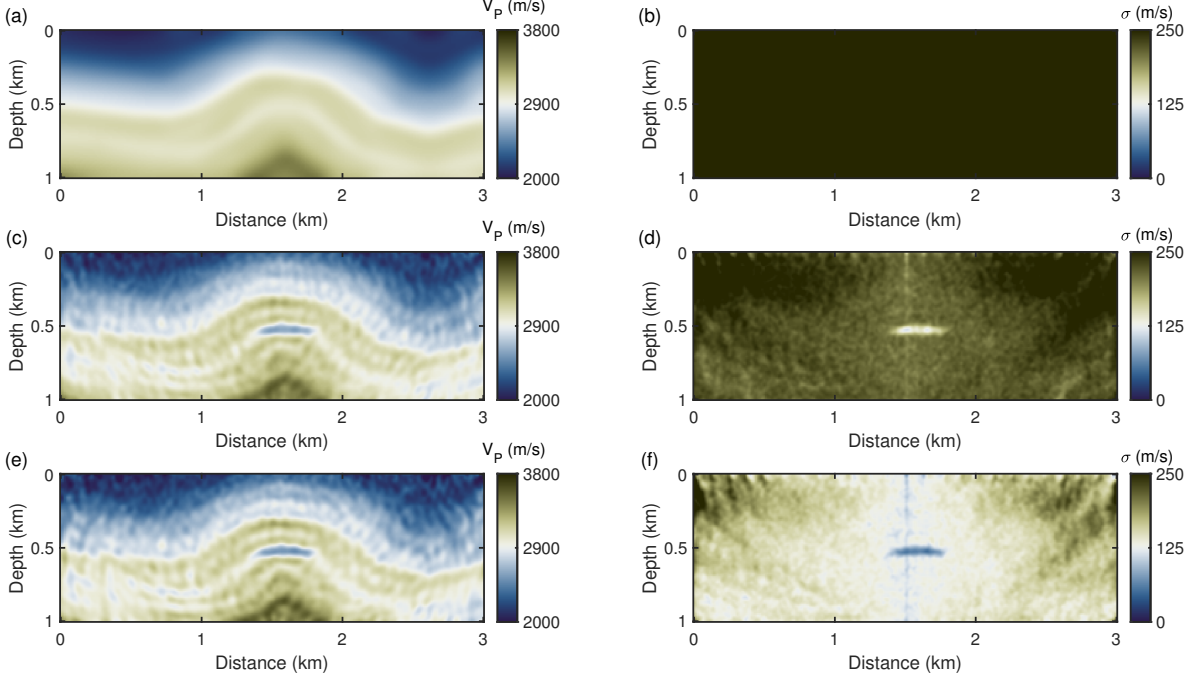 (a)
V_P (m/s)
0
0.5
1
Depth (km)
0
1
2
3
Distance (km)
3800
2900
2000
(b)
σ (m/s)
0
0.5
1
Depth (km)
0
1
2
3
Distance (km)
250
125
0
(c)
V_P (m/s)
0
0.5
1
Depth (km)
0
1
2
3
Distance (km)
3800
2900
2000
(d)
σ (m/s)
0
0.5
1
Depth (km)
0
1
2
3
Distance (km)
250
125
0
(e)
V_P (m/s)
0
0.5
1
Depth (km)
0
1
2
3
Distance (km)
3800
2900
2000
(f)
σ (m/s)
0
0.5
1
Depth (km)
0
1
2
3
Distance (km)
250
125
0